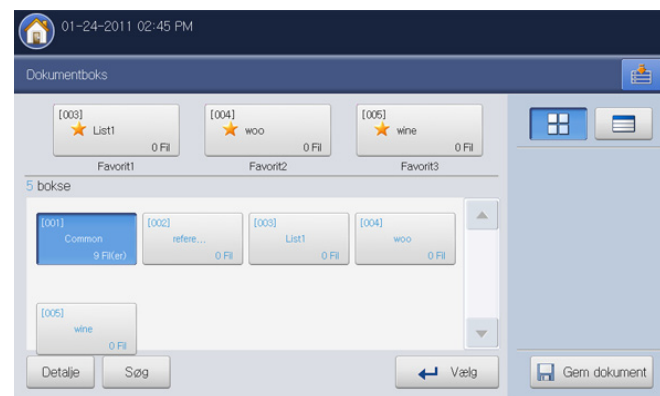 01-24-2011 02:45 PM
Dokumentboks
[003]
List1
0 Fil
Favorit1
[004]
woo
0 Fil
Favorit2
[005]
wine
0 Fil
Favorit3
5 bokse
[001]
Common
9 Fil(er)
[002]
refere...
0 Fil
[003]
List1
0 Fil
[004]
woo
0 Fil
[005]
wine
0 Fil
Detalje
Søg
Vælg
Gem dokument